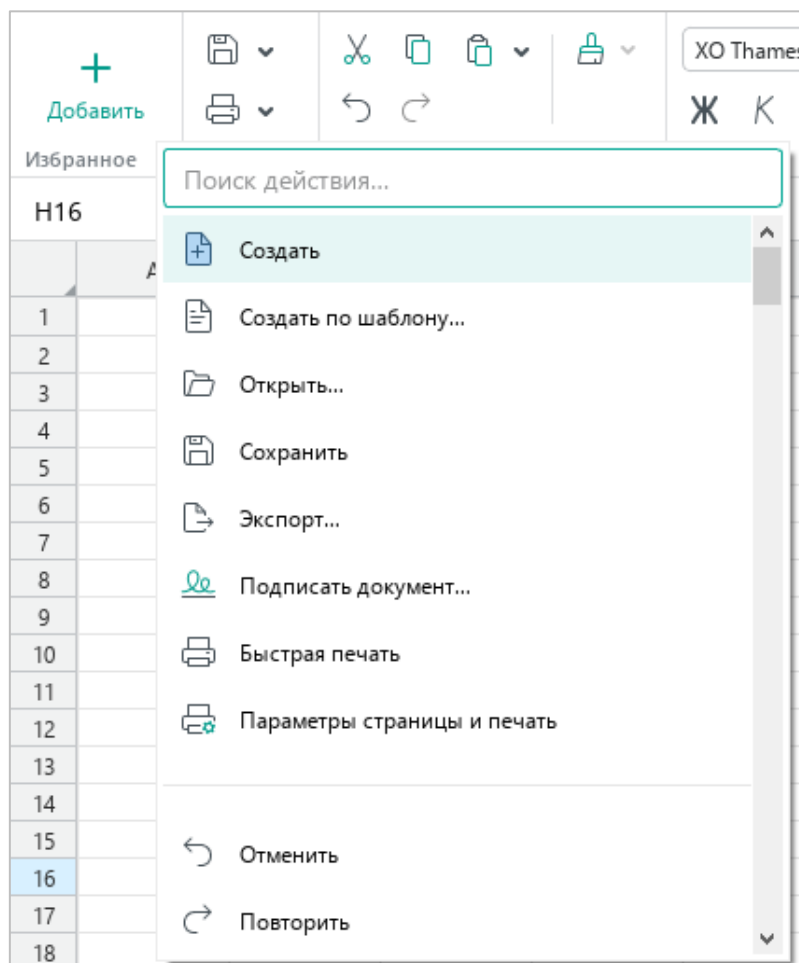 Добавить
XO Thames
Ж К
Избранное
Поиск действия...
H16
A
Создать
Создать по шаблону...
Открыть...
Сохранить
Экспорт...
Подписать документ...
Быстрая печать
Параметры страницы и печать
Отменить
Повторить
1
2
3
4
5
6
7
8
9
10
11
12
13
14
15
16
17
18